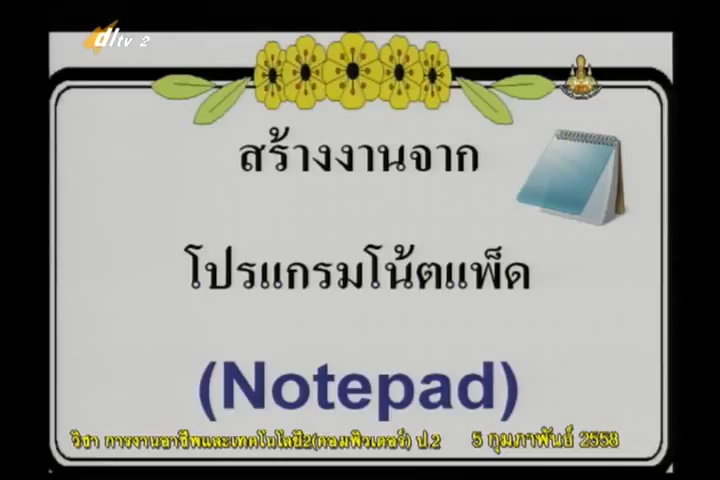 dltv 2
สร้างงานจาก
โปรแกรมโน้ตแพ็ด
(Notepad)
วิชา การงานอาชีพและเทคโนโลยี2(คอมพิวเตอร์) ป.2 5 กุมภาพันธ์ 2558